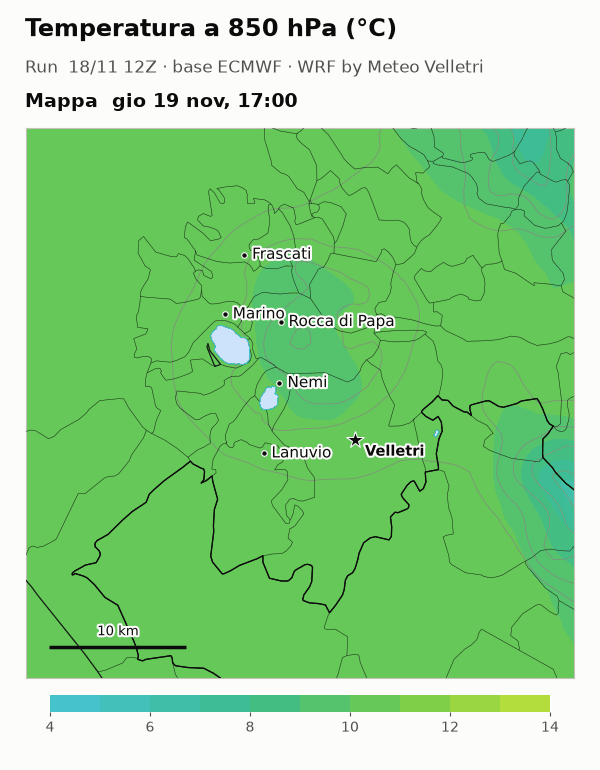 Temperatura a 850 hPa (°C)
Run  18/11 12Z · base ECMWF · WRF by Meteo Velletri
Mappa  gio 19 nov, 17:00
Frascati
Marino
Rocca di Papa
Nemi
Velletri
Lanuvio
10 km
4 6 8 10 12 14